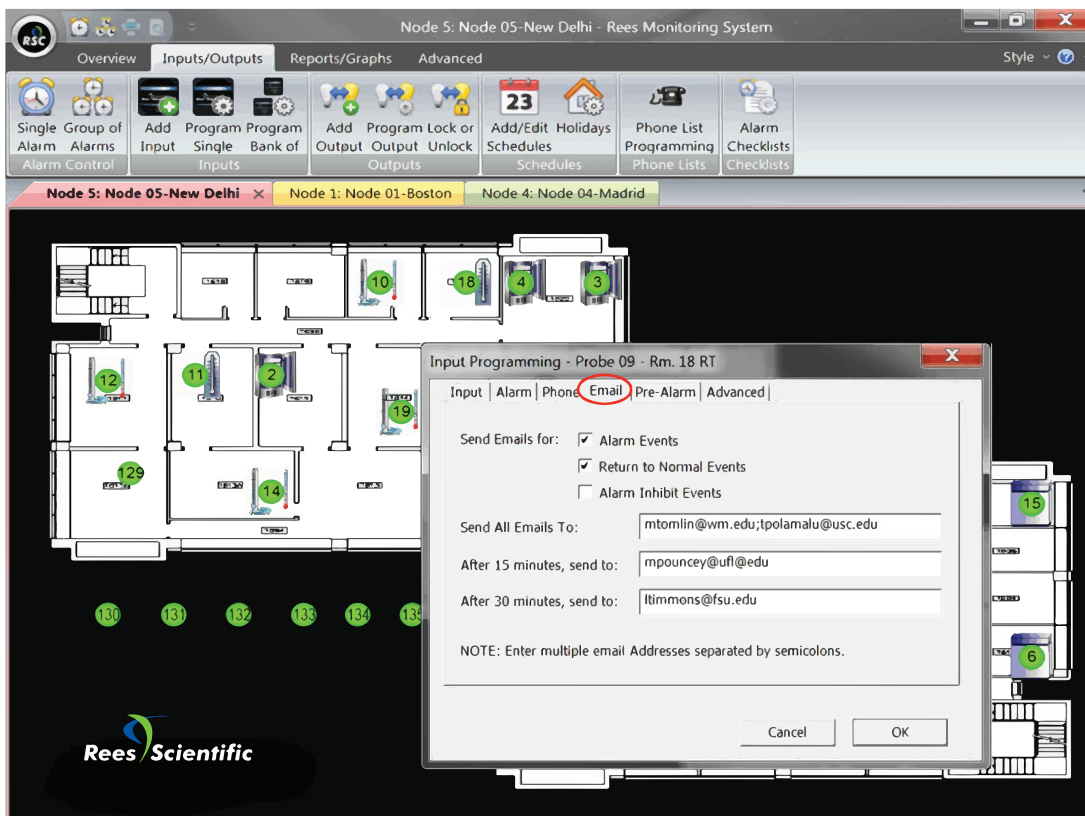 RSC
Node 5: Node 05-New Delhi - Rees Monitoring System
Overview Inputs/Outputs Reports/Graphs Advanced Style
Single Alarm
Group of Alarms
Alarm Control
Add Input
Program Single
Program Bank of
Inputs
Add Output
Program Output
Lock or Unlock
Outputs
23
Add/Edit Schedules
Holidays
Schedules
Phone List Programming
Phone Lists
Alarm Checklists
Checklists
Node 5: Node 05-New Delhi
Node 1: Node 01-Boston
Node 4: Node 04-Madrid
10 18 4 3
12 11 2
19
129 14
130 131 132 133 134 135
15
6
Input Programming - Probe 09 - Rm. 18 RT
Input Alarm Phone Email Pre-Alarm Advanced
Send Emails for: Alarm Events
Return to Normal Events
Alarm Inhibit Events
Send All Emails To: mtomlin@wm.edu;tpolamalu@usc.edu
After 15 minutes, send to: mpouncey@ufl@edu
After 30 minutes, send to: ltimmons@fsu.edu
NOTE: Enter multiple email Addresses separated by semicolons.
Cancel OK
Rees Scientific